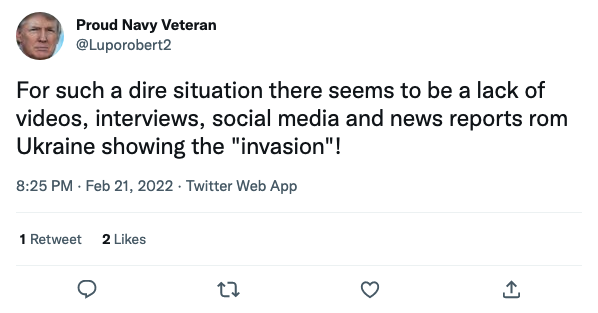 Proud Navy Veteran
@Luporobert2
For such a dire situation there seems to be a lack of
videos, interviews, social media and news reports rom
Ukraine showing the "invasion"!
8:25 PM · Feb 21, 2022 · Twitter Web App
1 Retweet 2 Likes